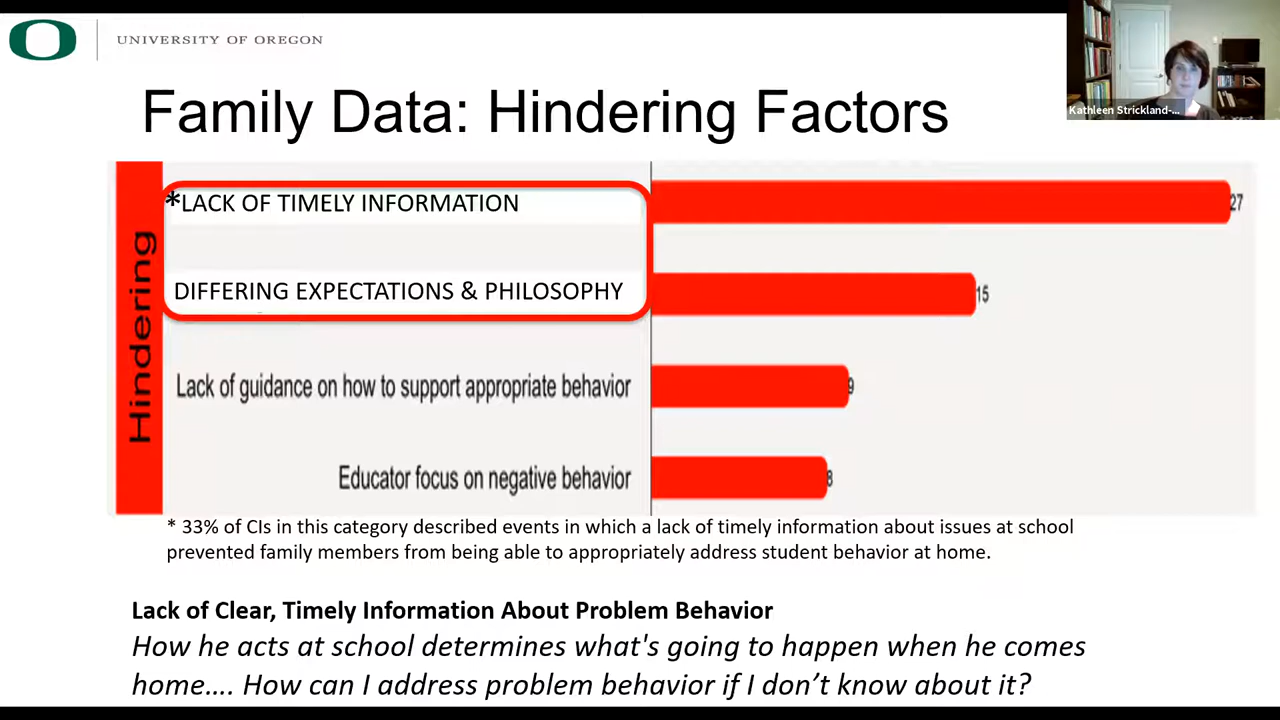 UNIVERSITY OF OREGON
Kathleen Strickland-...
Family Data: Hindering Factors
Hindering
*LACK OF TIMELY INFORMATION
27
DIFFERING EXPECTATIONS & PHILOSOPHY
15
Lack of guidance on how to support appropriate behavior
9
Educator focus on negative behavior
8
* 33% of CIs in this category described events in which a lack of timely information about issues at school
prevented family members from being able to appropriately address student behavior at home.
Lack of Clear, Timely Information About Problem Behavior
How he acts at school determines what's going to happen when he comes
home…. How can I address problem behavior if I don’t know about it?